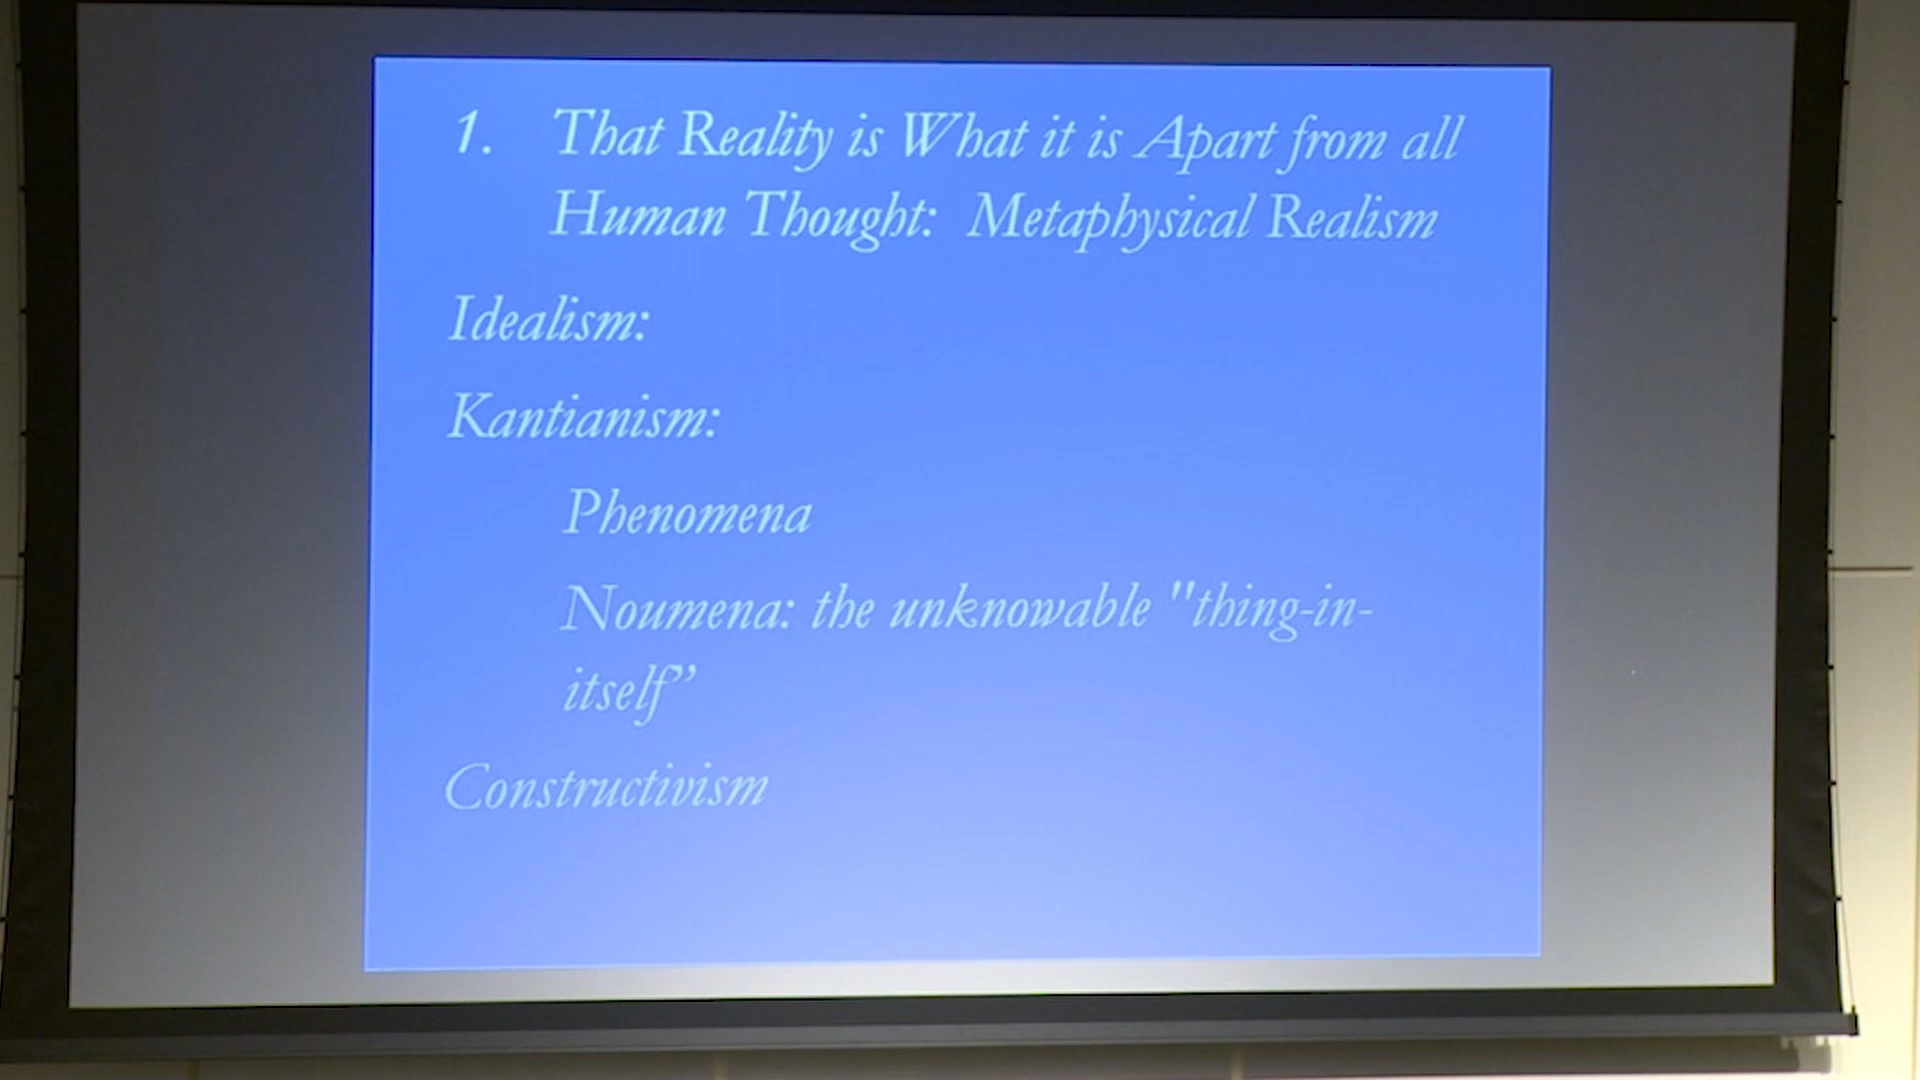 1. That Reality is What it is Apart from all
Human Thought: Metaphysical Realism
Idealism:
Kantianism:
Phenomena
Noumena: the unknowable "thing-in-
itself”
Constructivism